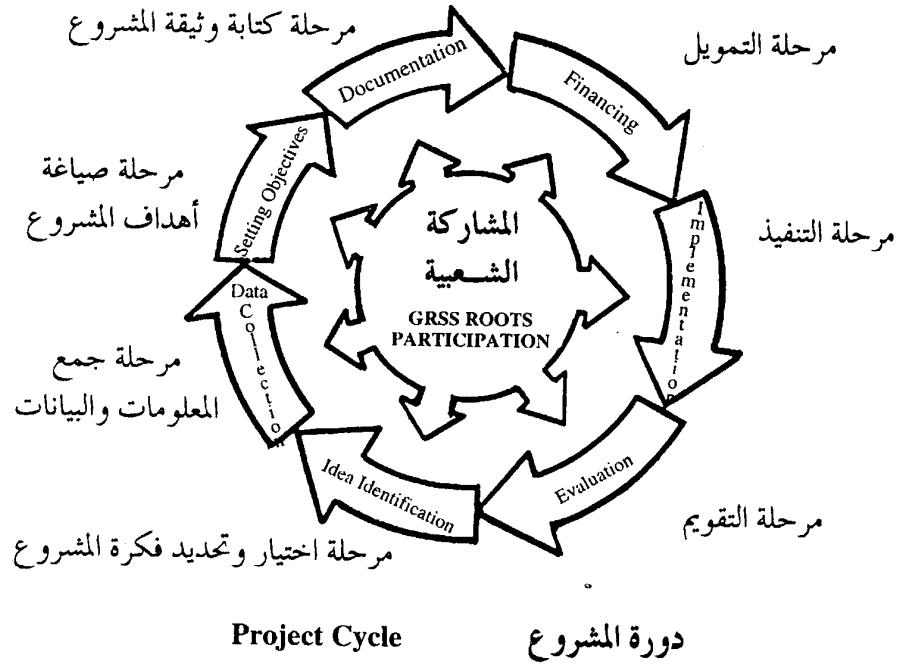 مرحلة كتابة وثيقة المشروع
Documentation
مرحلة التمويل
Financing
مرحلة صياغة
أهداف المشروع
Setting Objectives
المشاركة
الشعبية
GRSS ROOTS
PARTICIPATION
Implementation
مرحلة التنفيذ
Data Collection
مرحلة جمع
المعلومات والبيانات
Idea Identification
Evaluation
مرحلة التقويم
مرحلة اختيار وتحديد فكرة المشروع
Project Cycle
دورة المشروع